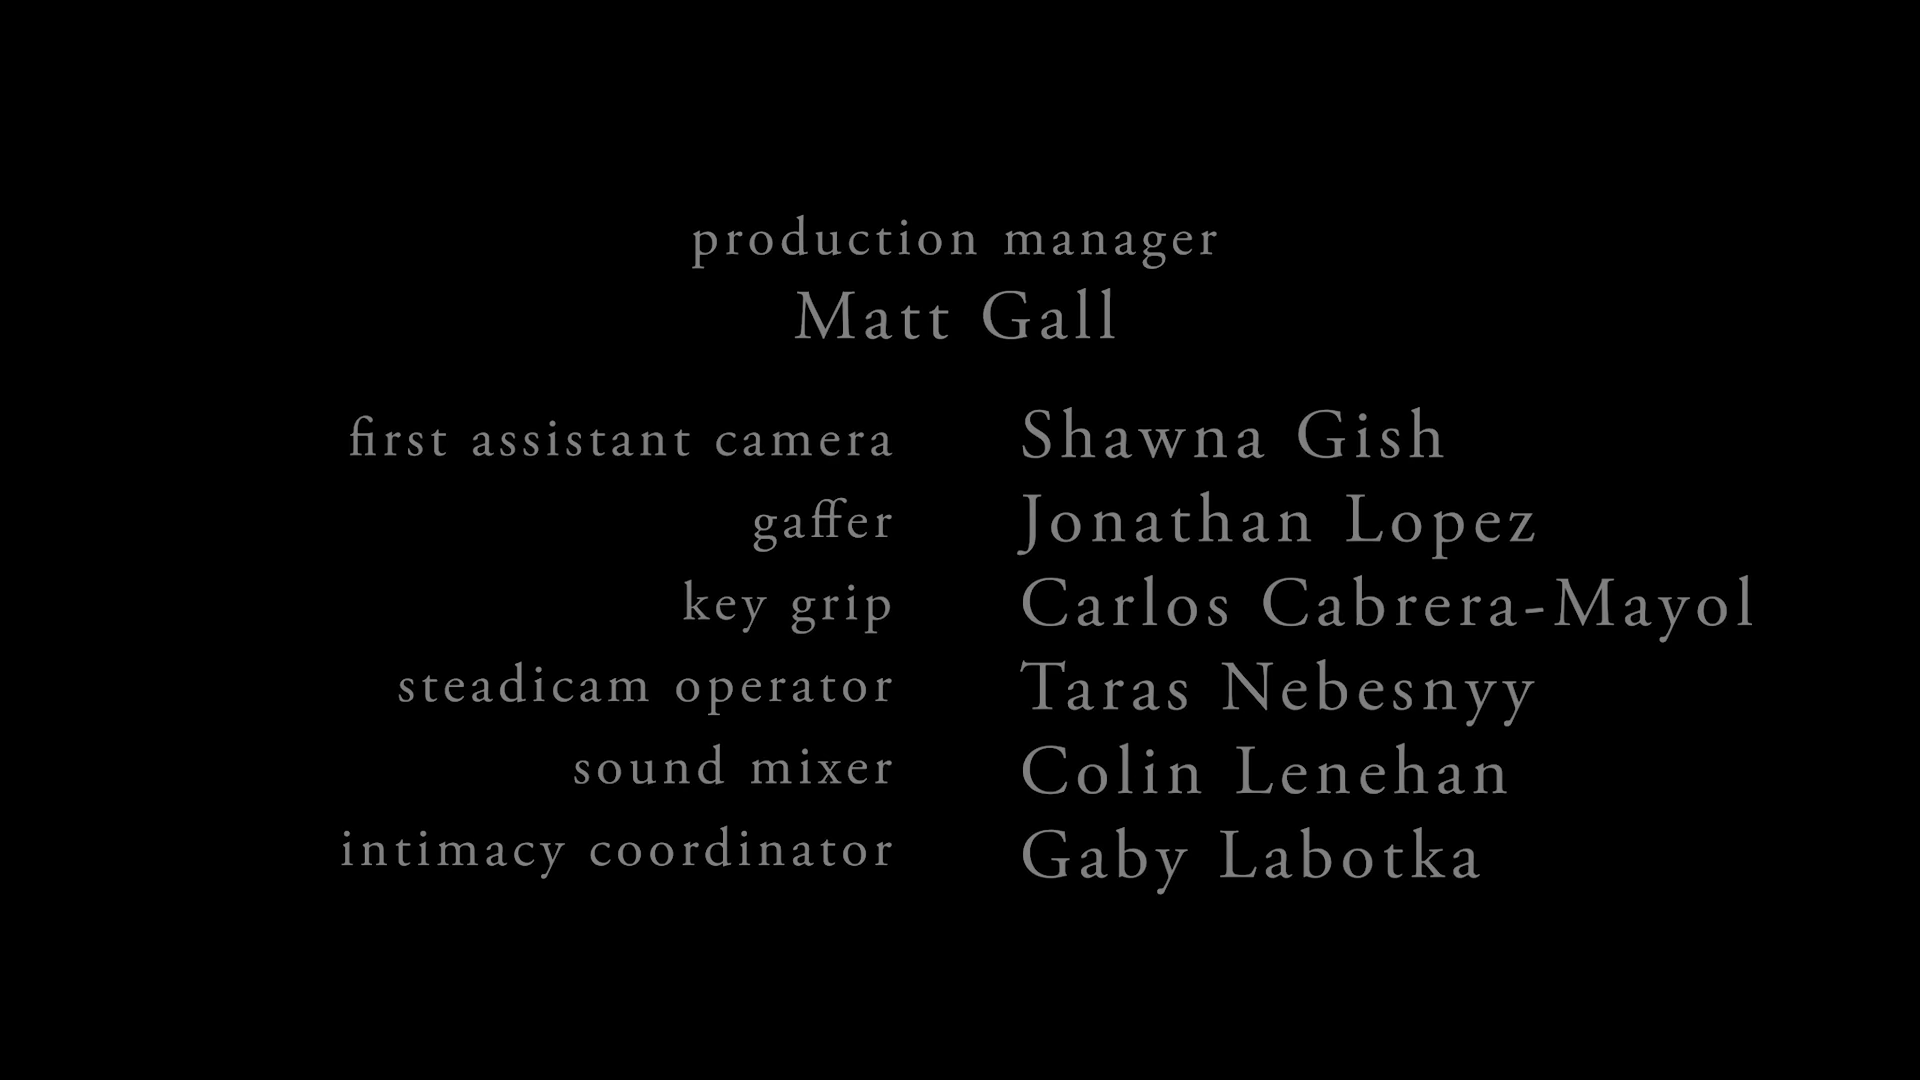 production manager
Matt Gall
first assistant camera Shawna Gish
gaffer Jonathan Lopez
key grip Carlos Cabrera-Mayol
steadicam operator Taras Nebesnyy
sound mixer Colin Lenehan
intimacy coordinator Gaby Labotka